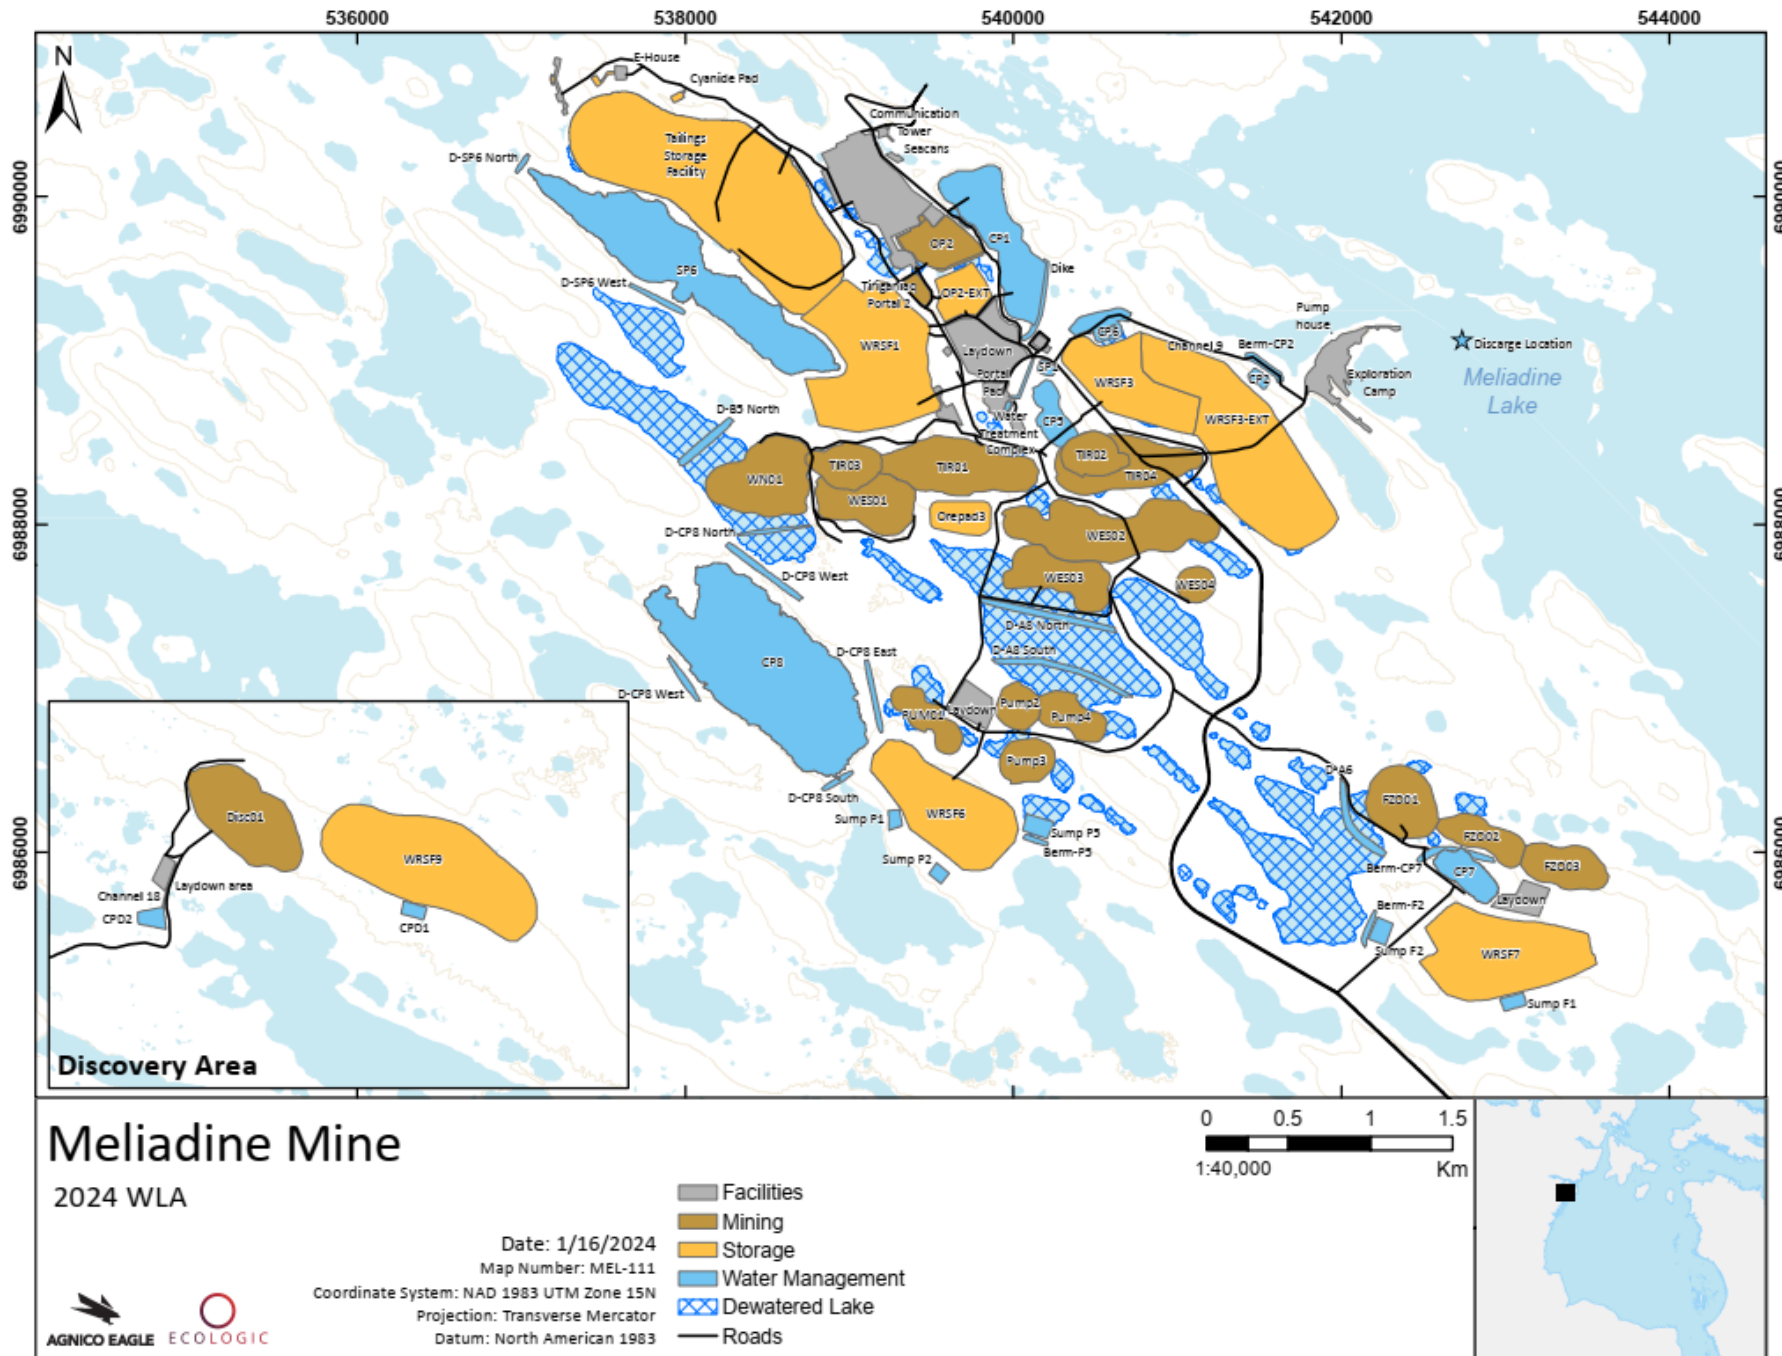 536000
538000
540000
542000
544000
6990000
6988000
6986000
6990000
6988000
6986000
N
E-House
Cyanide Pad
Communication
Tower
Seacans
Tailings
Storage
Facility
D-SP6 North
SP6
D-SP6 West
OP2
CP1
Dike
Tiriganiaq
Portal 2
OP2-EXT
WRSF1
Laydown
Portal
Pad
SP1
Water
Treatment
Complex
CP5
CP6
Channel 9
Berm-CP2
CP2
Pump
house
Exploration
Camp
Discarge Location
Meliadine
Lake
WRSF3
WRSF3-EXT
D-B5 North
WN01
TIR03
TIR01
TIR02
TIR04
WES01
Orepad3
WES02
WES03
WES04
D-CP8 North
D-CP8 West
D-A8 North
D-A8 South
CP8
D-CP8 East
D-CP8 West
PUM01
Laydown
Pump2
Pump4
Pump3
D-CP8 South
Sump P1
WRSF6
Sump P2
Sump P5
Berm-P5
D-A6
FZO01
FZO02
FZO03
Berm-CP7
CP7
Laydown
Berm-F2
Sump F2
WRSF7
Sump F1
Disc01
WRSF9
Channel 18
Laydown area
CPD2
CPD1
Discovery Area
Meliadine Mine
2024 WLA
Date: 1/16/2024
Map Number: MEL-111
Coordinate System: NAD 1983 UTM Zone 15N
Projection: Transverse Mercator
Datum: North American 1983
AGNICO EAGLE
ECOLOGIC
Facilities
Mining
Storage
Water Management
Dewatered Lake
Roads
0 0.5 1 1.5
1:40,000 Km